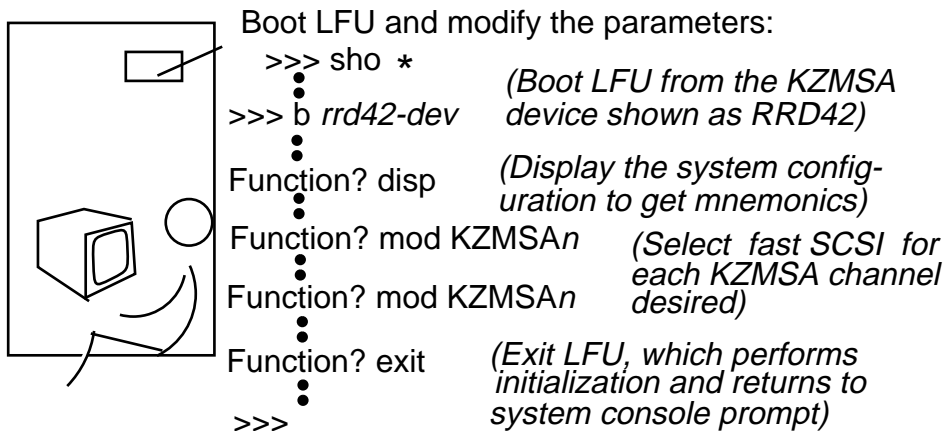 Boot LFU and modify the parameters:
>>> sho *
>>> b rrd42-dev
(Boot LFU from the KZMSA
device shown as RRD42)
Function? disp
(Display the system config-
uration to get mnemonics)
Function? mod KZMSAn
(Select fast SCSI for
each KZMSA channel
desired)
Function? mod KZMSAn
Function? exit
(Exit LFU, which performs
initialization and returns to
system console prompt)
>>>